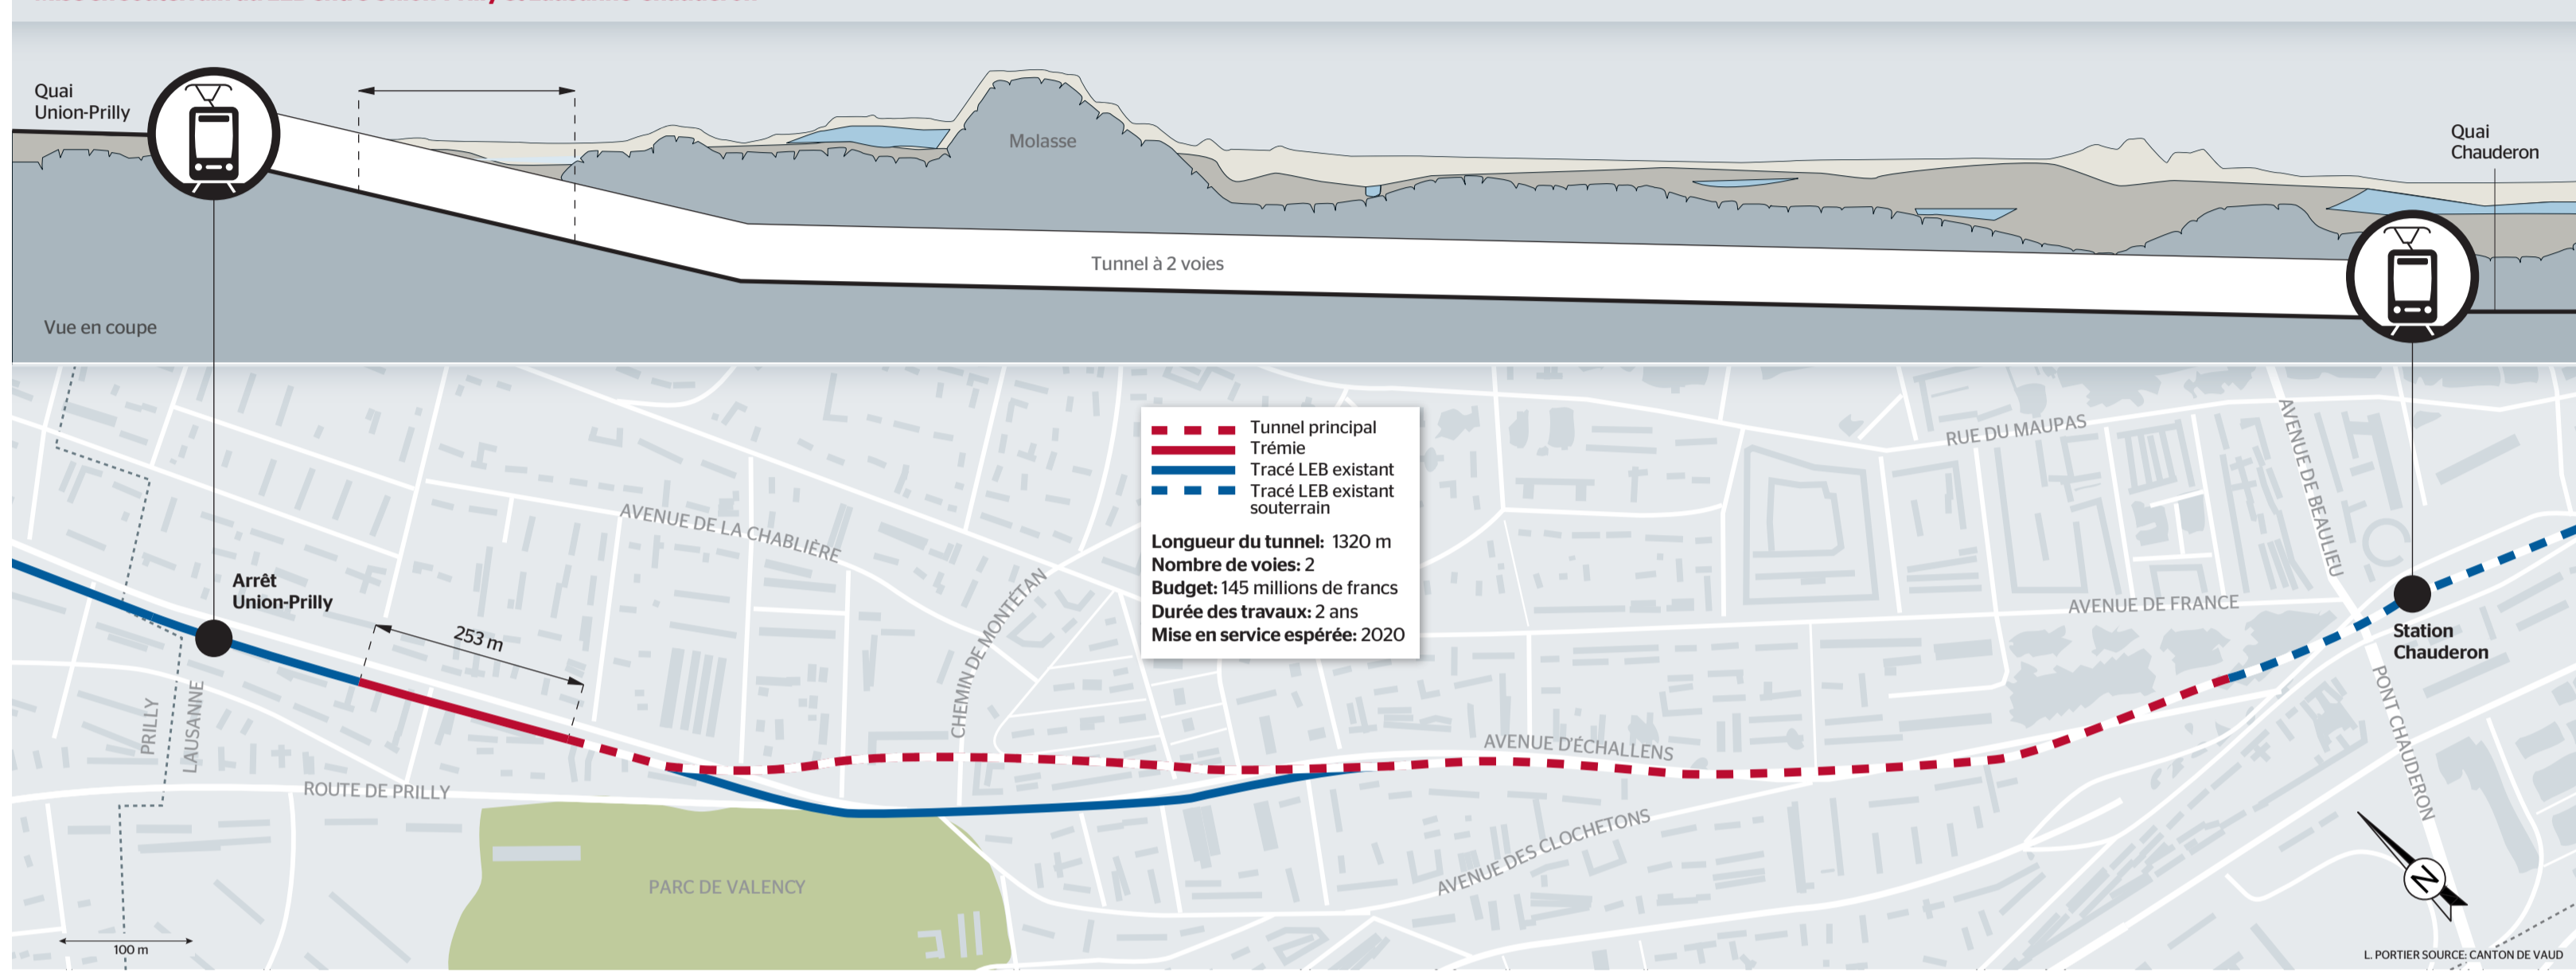 Quai
Union-Prilly
Molasse
Quai
Chauderon
Tunnel à 2 voies
Vue en coupe
Tunnel principal
Trémie
Tracé LEB existant
Tracé LEB existant
souterrain
Longueur du tunnel: 1320 m
Nombre de voies: 2
Budget: 145 millions de francs
Durée des travaux: 2 ans
Mise en service espérée: 2020
RUE DU MAUPAS
AVENUE DE BEAULIEU
AVENUE DE LA CHABLIÈRE
CHEMIN DE MONTÉTAN
Arrêt
Union-Prilly
253 m
AVENUE DE FRANCE
Station
Chauderon
PRILLY
LAUSANNE
PONT CHAUDERON
AVENUE D'ÉCHALLENS
ROUTE DE PRILLY
AVENUE DES CLOCHETONS
PARC DE VALENCY
N
100 m
L. PORTIER SOURCE: CANTON DE VAUD